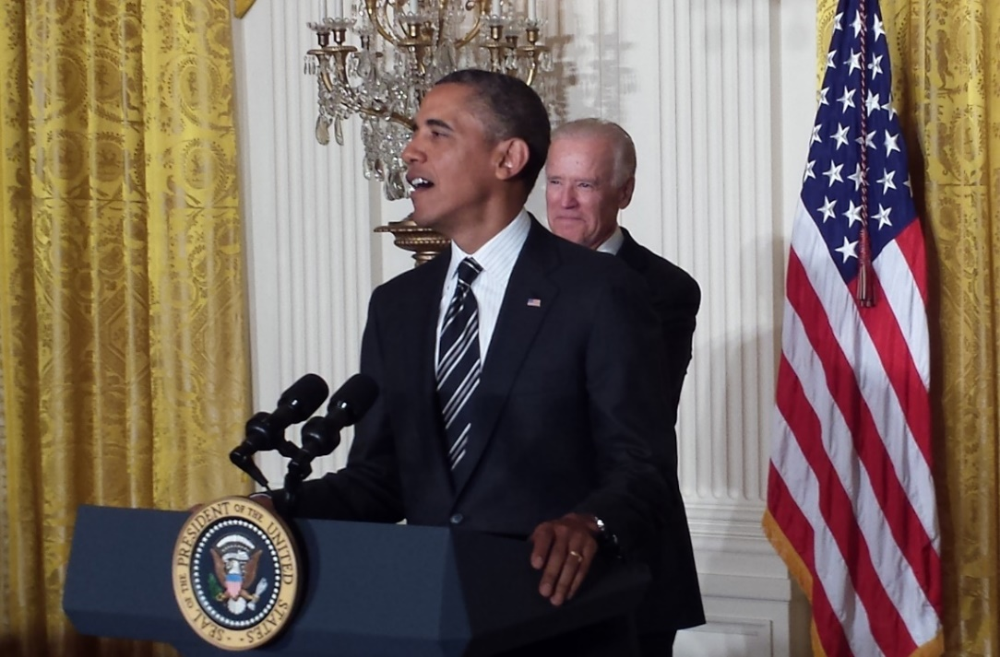 SEAL OF THE PRESIDENT OF THE UNITED STATES